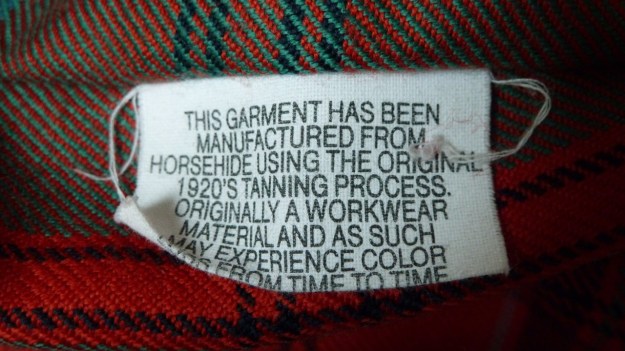 THIS GARMENT HAS BEEN
MANUFACTURED FROM
HORSEHIDE USING THE ORIGINAL
1920'S TANNING PROCESS.
ORIGINALLY A WORKWEAR
MATERIAL AND AS SUCH
MAY EXPERIENCE COLOR
FROM TIME TO TIME